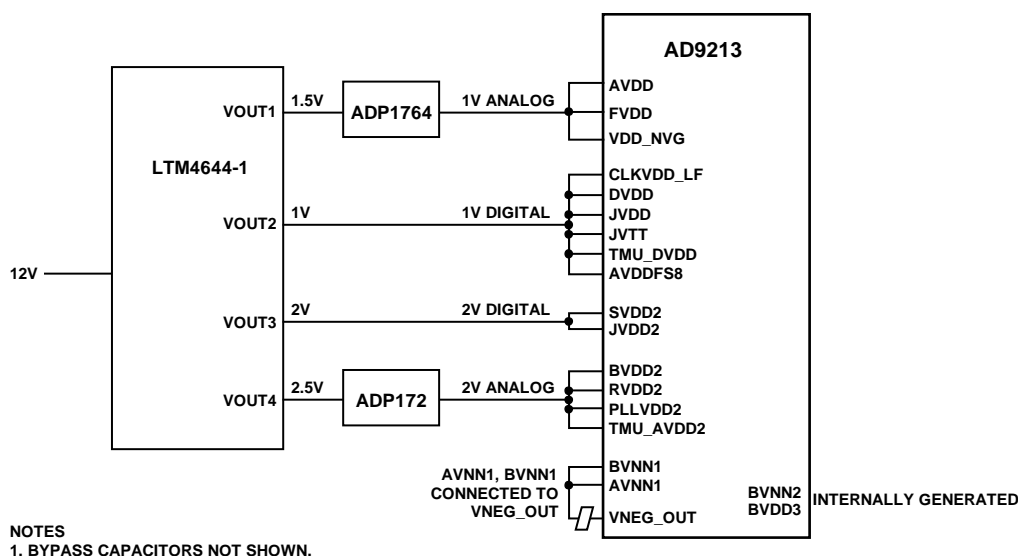 AD9213
LTM4644-1
12V
VOUT1
1.5V
ADP1764
1V ANALOG
AVDD
FVDD
VDD_NVG
VOUT2
1V
1V DIGITAL
CLKVDD_LF
DVDD
JVDD
JVTT
TMU_DVDD
AVDDFS8
VOUT3
2V
2V DIGITAL
SVDD2
JVDD2
VOUT4
2.5V
ADP172
2V ANALOG
BVDD2
RVDD2
PLLVDD2
TMU_AVDD2
AVNN1, BVNN1
CONNECTED TO
VNEG_OUT
BVNN1
AVNN1
VNEG_OUT
BVNN2
BVDD3
INTERNALLY GENERATED
NOTES
1. BYPASS CAPACITORS NOT SHOWN.